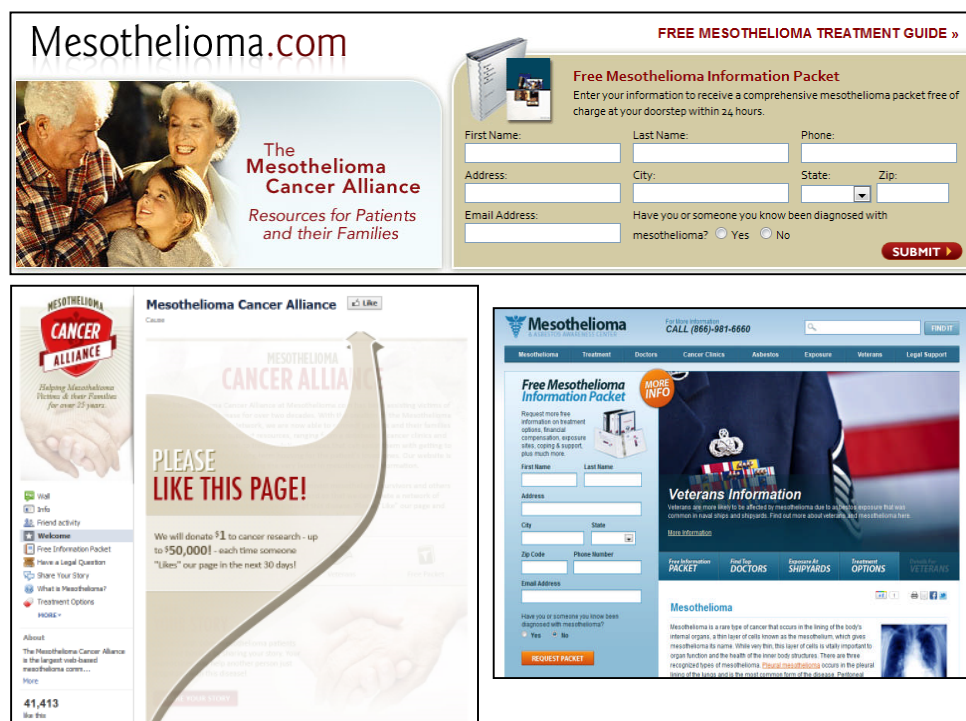 Mesothelioma.com
FREE MESOTHELIOMA TREATMENT GUIDE »
The
Mesothelioma
Cancer Alliance
Resources for Patients
and their Families
Free Mesothelioma Information Packet
Enter your information to receive a comprehensive mesothelioma packet free of
charge at your doorstep within 24 hours.
First Name:
Last Name:
Phone:
Address:
City:
State:
Zip:
Email Address:
Have you or someone you know been diagnosed with
mesothelioma? Yes No
SUBMIT
MESOTHELIOMA
CANCER
ALLIANCE
Helping Mesothelioma
Victims & their Families
for over 25 years.
Wall
Info
Friend activity
Welcome
Free Information Packet
Have a Legal Question
Share Your Story
What is Mesothelioma?
Treatment Options
MORE
About
The Mesothelioma Cancer Alliance
is the largest web-based
mesothelioma comm...
More
41,413
like this
Mesothelioma Cancer Alliance
Like
Cause
MESOTHELIOMA
CANCER ALLIA
PLEASE
LIKE THIS PAGE!
We will donate $1 to cancer research - up
to $50,000! - each time someone
"Likes" our page in the next 30 days!
Mesothelioma
& ASBESTOS AWARENESS CENTER
For More Information
CALL (866)-981-6660
FIND IT
Mesothelioma
Treatment
Doctors
Cancer Clinics
Asbestos
Exposure
Veterans
Legal Support
Free Mesothelioma
Information Packet
MORE
INFO
Request more free
information on treatment
options, financial
compensation, exposure
sites, coping & support,
plus much more.
First Name
Last Name
Address
City
State
Zip Code
Phone Number
Email Address
Have you or someone you know been
diagnosed with mesothelioma?
Yes No
REQUEST PACKET
Veterans Information
Veterans are more likely to be affected by mesothelioma due to asbestos exposure that was
common in naval ships and shipyards. Find out more about veterans and mesothelioma here.
More Information
Free Information
PACKET
Find Top
DOCTORS
Exposure At
SHIPYARDS
Treatment
OPTIONS
VETERANS
Mesothelioma
Mesothelioma is a rare type of cancer that occurs in the lining of the body's
internal organs, a thin layer of cells known as the mesothelium, which gives
mesothelioma its name. While very thin, this layer of cells is vitally important to
organ function and the health of the inner body structures. There are three
recognized types of mesothelioma. Pleural mesothelioma occurs in the pleural
lining of the lungs and is the most common form of the disease. Peritoneal